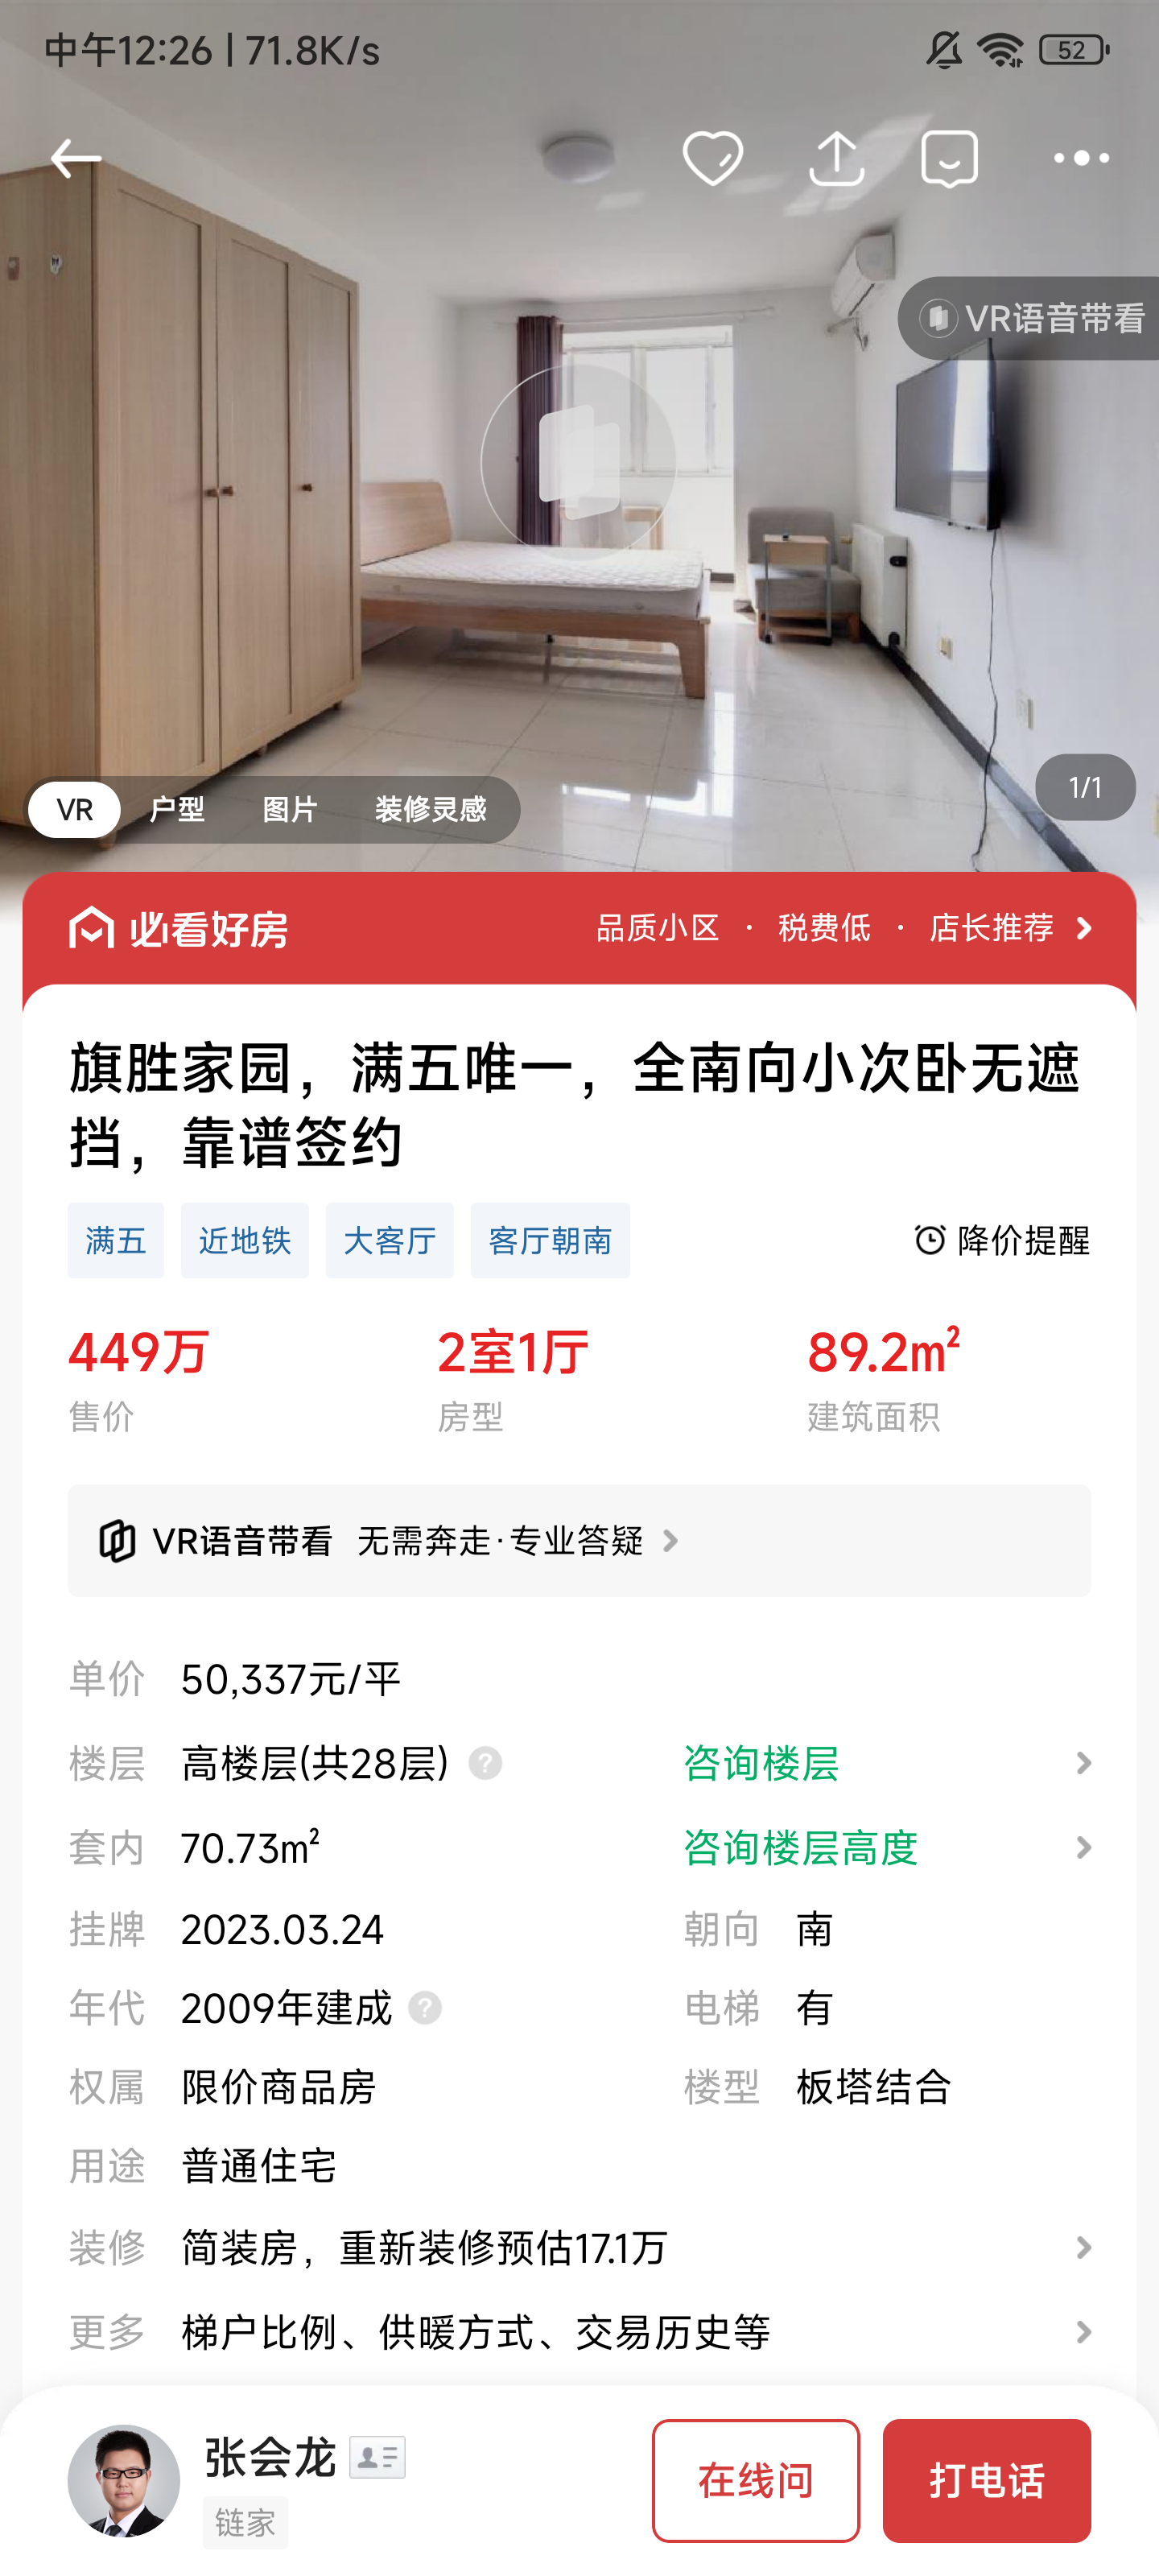 中午12:26 | 71.8K/s
52
VR语音带看
VR 户型 图片 装修灵感
1/1
必看好房 品质小区 · 税费低 · 店长推荐
旗胜家园，满五唯一，全南向小次卧无遮
挡，靠谱签约
满五 近地铁 大客厅 客厅朝南 降价提醒
449万 2室1厅 89.2m²
售价 房型 建筑面积
VR语音带看 无需奔走·专业答疑
单价 50,337元/平
楼层 高楼层(共28层) ? 咨询楼层
套内 70.73m² 咨询楼层高度
挂牌 2023.03.24 朝向 南
年代 2009年建成 ? 电梯 有
权属 限价商品房 楼型 板塔结合
用途 普通住宅
装修 简装房，重新装修预估17.1万
更多 梯户比例、供暖方式、交易历史等
张会龙
链家
在线问
打电话